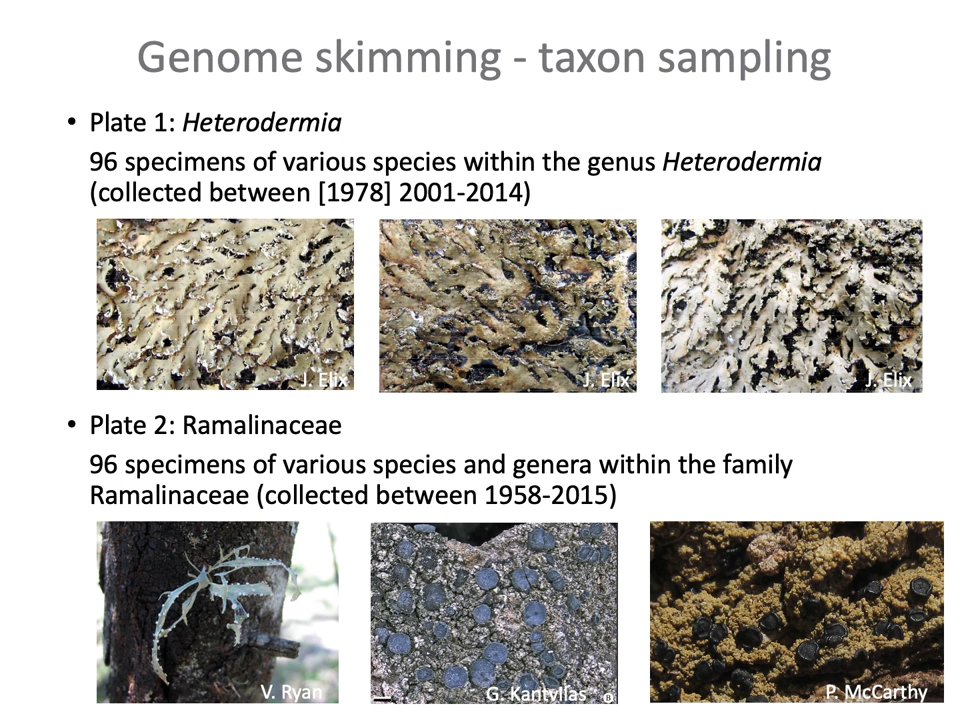 Genome skimming - taxon sampling
• Plate 1: Heterodermia
96 specimens of various species within the genus Heterodermia
(collected between [1978] 2001-2014)
J. Elix
J. Elix
J. Elix
• Plate 2: Ramalinaceae
96 specimens of various species and genera within the family
Ramalinaceae (collected between 1958-2015)
V. Ryan
G. Kantvilas
B
P. McCarthy